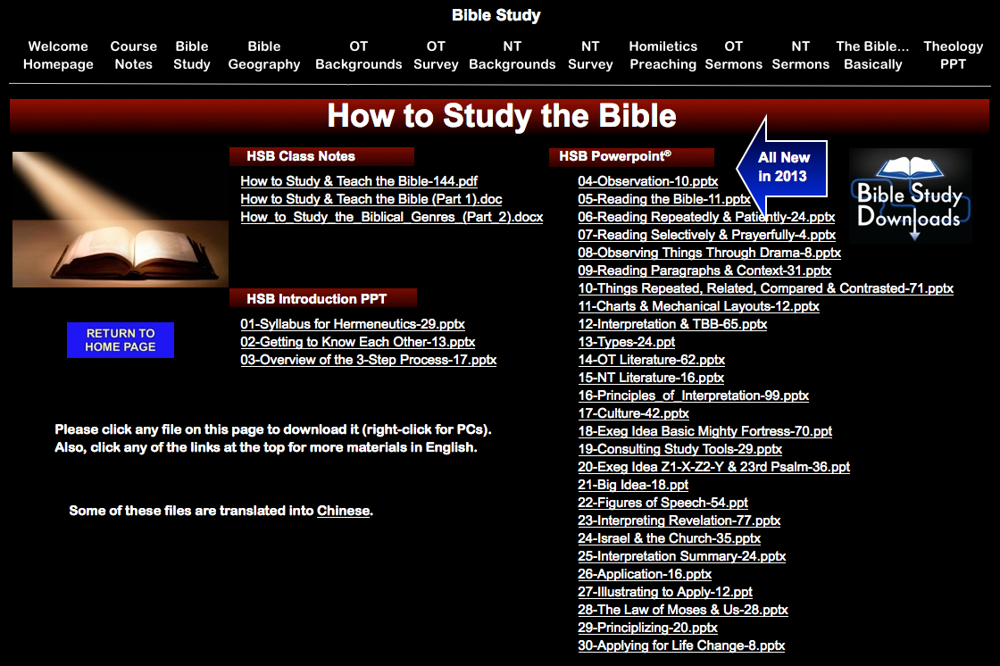 Bible Study
Welcome Homepage
Course Notes
Bible Study
Bible Geography
OT Backgrounds
OT Survey
NT Backgrounds
NT Survey
Homiletics Preaching
OT Sermons
NT Sermons
The Bible... Basically
Theology PPT
How to Study the Bible
HSB Class Notes
How to Study & Teach the Bible-144.pdf
How to Study & Teach the Bible (Part 1).doc
How_to_Study_the_Biblical_Genres_(Part_2).docx
HSB Introduction PPT
01-Syllabus for Hermeneutics-29.pptx
02-Getting to Know Each Other-13.pptx
03-Overview of the 3-Step Process-17.pptx
RETURN TO
HOME PAGE
Please click any file on this page to download it (right-click for PCs).
Also, click any of the links at the top for more materials in English.
Some of these files are translated into Chinese.
HSB Powerpoint®
04-Observation-10.pptx
05-Reading the Bible-11.pptx
06-Reading Repeatedly & Patiently-24.pptx
07-Reading Selectively & Prayerfully-4.pptx
08-Observing Things Through Drama-8.pptx
09-Reading Paragraphs & Context-31.pptx
10-Things Repeated, Related, Compared & Contrasted-71.pptx
11-Charts & Mechanical Layouts-12.pptx
12-Interpretation & TBB-65.pptx
13-Types-24.ppt
14-OT Literature-62.pptx
15-NT Literature-16.pptx
16-Principles_of_Interpretation-99.pptx
17-Culture-42.pptx
18-Exeg Idea Basic Mighty Fortress-70.ppt
19-Consulting Study Tools-29.pptx
20-Exeg Idea Z1-X-Z2-Y & 23rd Psalm-36.ppt
21-Big Idea-18.ppt
22-Figures of Speech-54.ppt
23-Interpreting Revelation-77.pptx
24-Israel & the Church-35.pptx
25-Interpretation Summary-24.pptx
26-Application-16.pptx
27-Illustrating to Apply-12.ppt
28-The Law of Moses & Us-28.pptx
29-Principlizing-20.pptx
30-Applying for Life Change-8.pptx
All New
in 2013
Bible Study
Downloads